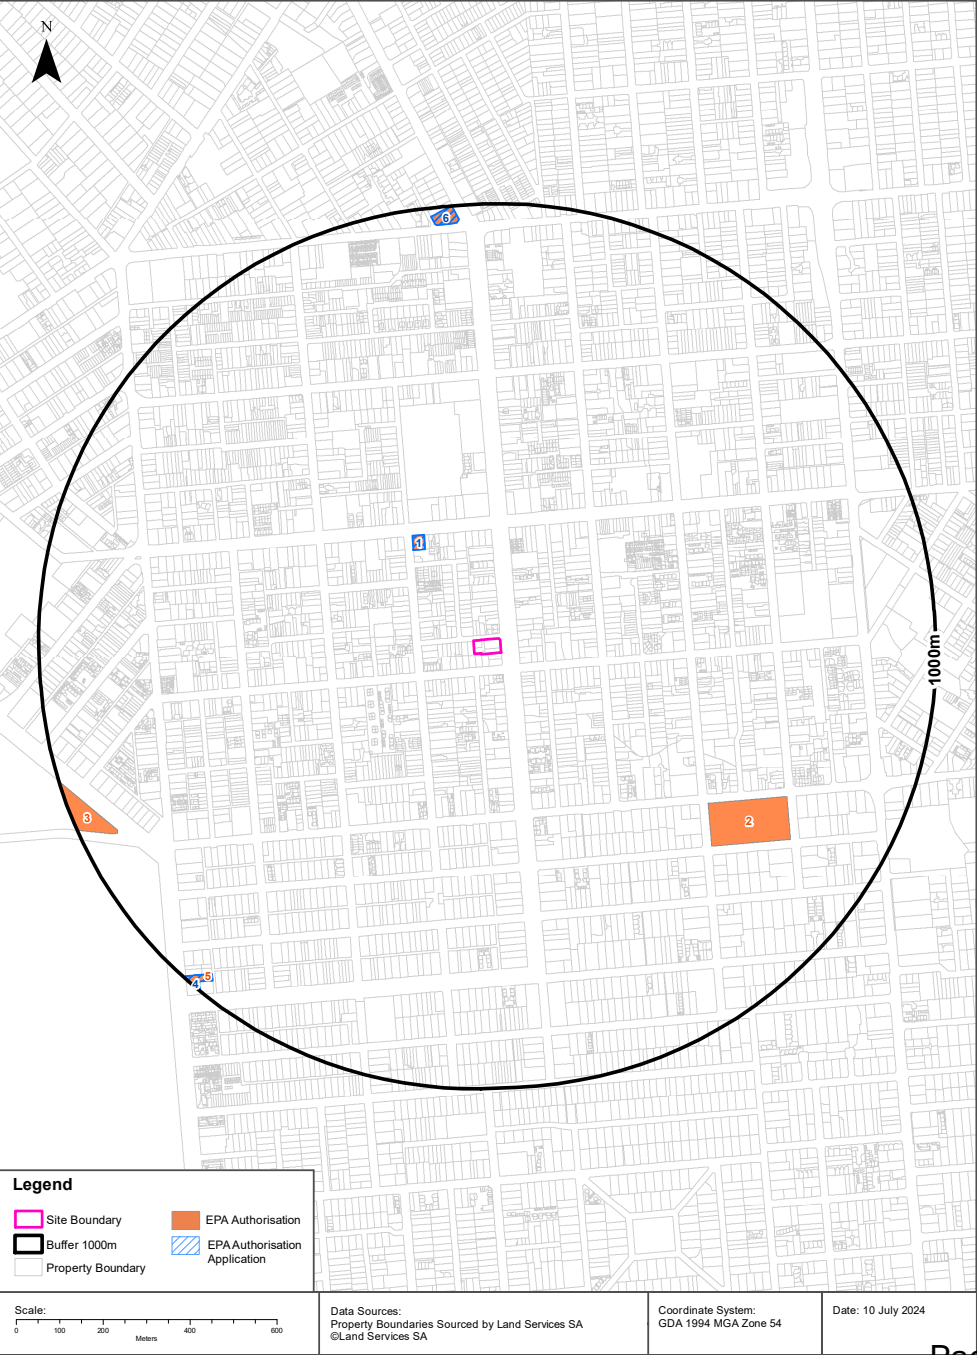 N
6
1
1000m
3
2
5
4
Legend
Site Boundary
Buffer 1000m
Property Boundary
EPA Authorisation
EPA Authorisation
Application
Scale:
0 100 200 400 600
Meters
Data Sources:
Property Boundaries Sourced by Land Services SA
©Land Services SA
Coordinate System:
GDA 1994 MGA Zone 54
Date: 10 July 2024